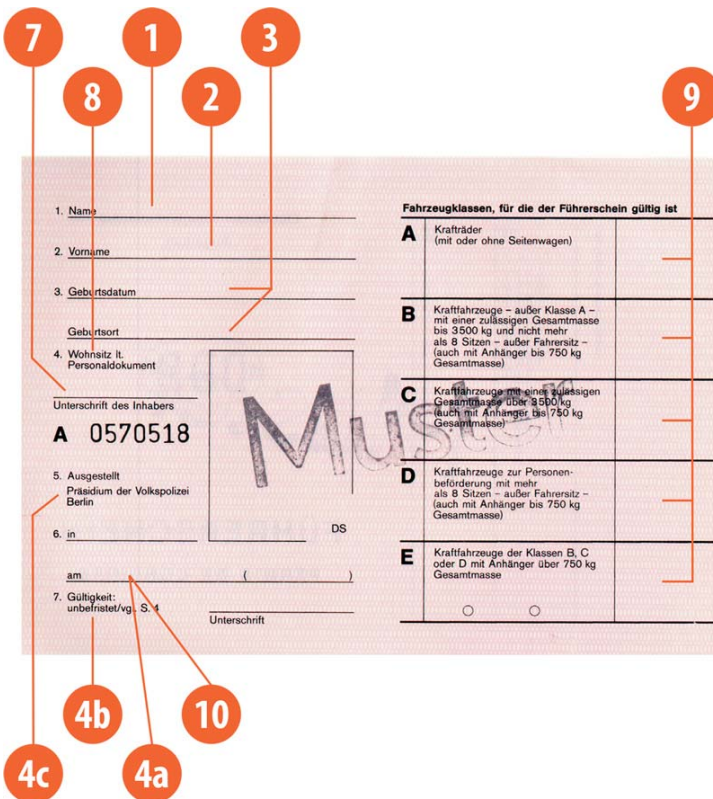 7
1
3
8
2
9
1. Name
2. Vorname
3. Geburtsdatum
Geburtsort
4. Wohnsitz lt.
Personaldokument
Unterschrift des Inhabers
A 0570518
5. Ausgestellt
Präsidium der Volkspolizei
Berlin
6. in
am ( )
7. Gültigkeit:
unbefristet/vgl. S. 4
DS
Unterschrift
Muster
Fahrzeugklassen, für die der Führerschein gültig ist
A Krafträder
(mit oder ohne Seitenwagen)
B Kraftfahrzeuge – außer Klasse A –
mit einer zulässigen Gesamtmasse
bis 3500 kg und nicht mehr
als 8 Sitzen – außer Fahrersitz –
(auch mit Anhänger bis 750 kg
Gesamtmasse)
C Kraftfahrzeuge mit einer zulässigen
Gesamtmasse über 3500 kg
(auch mit Anhänger bis 750 kg
Gesamtmasse)
D Kraftfahrzeuge zur Personen-
beförderung mit mehr
als 8 Sitzen – außer Fahrersitz –
(auch mit Anhänger bis 750 kg
Gesamtmasse)
E Kraftfahrzeuge der Klassen B, C
oder D mit Anhänger über 750 kg
Gesamtmasse
4b
10
4c
4a